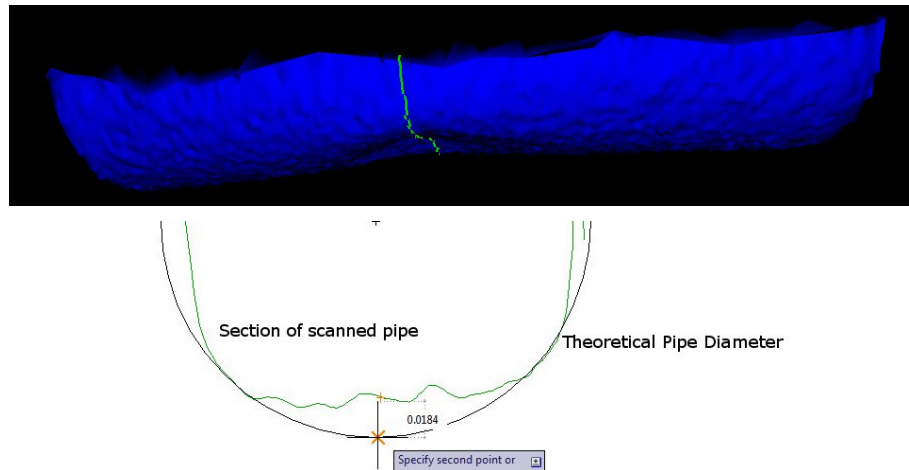 Section of scanned pipe
Theoretical Pipe Diameter
0.0184
Specify second point or